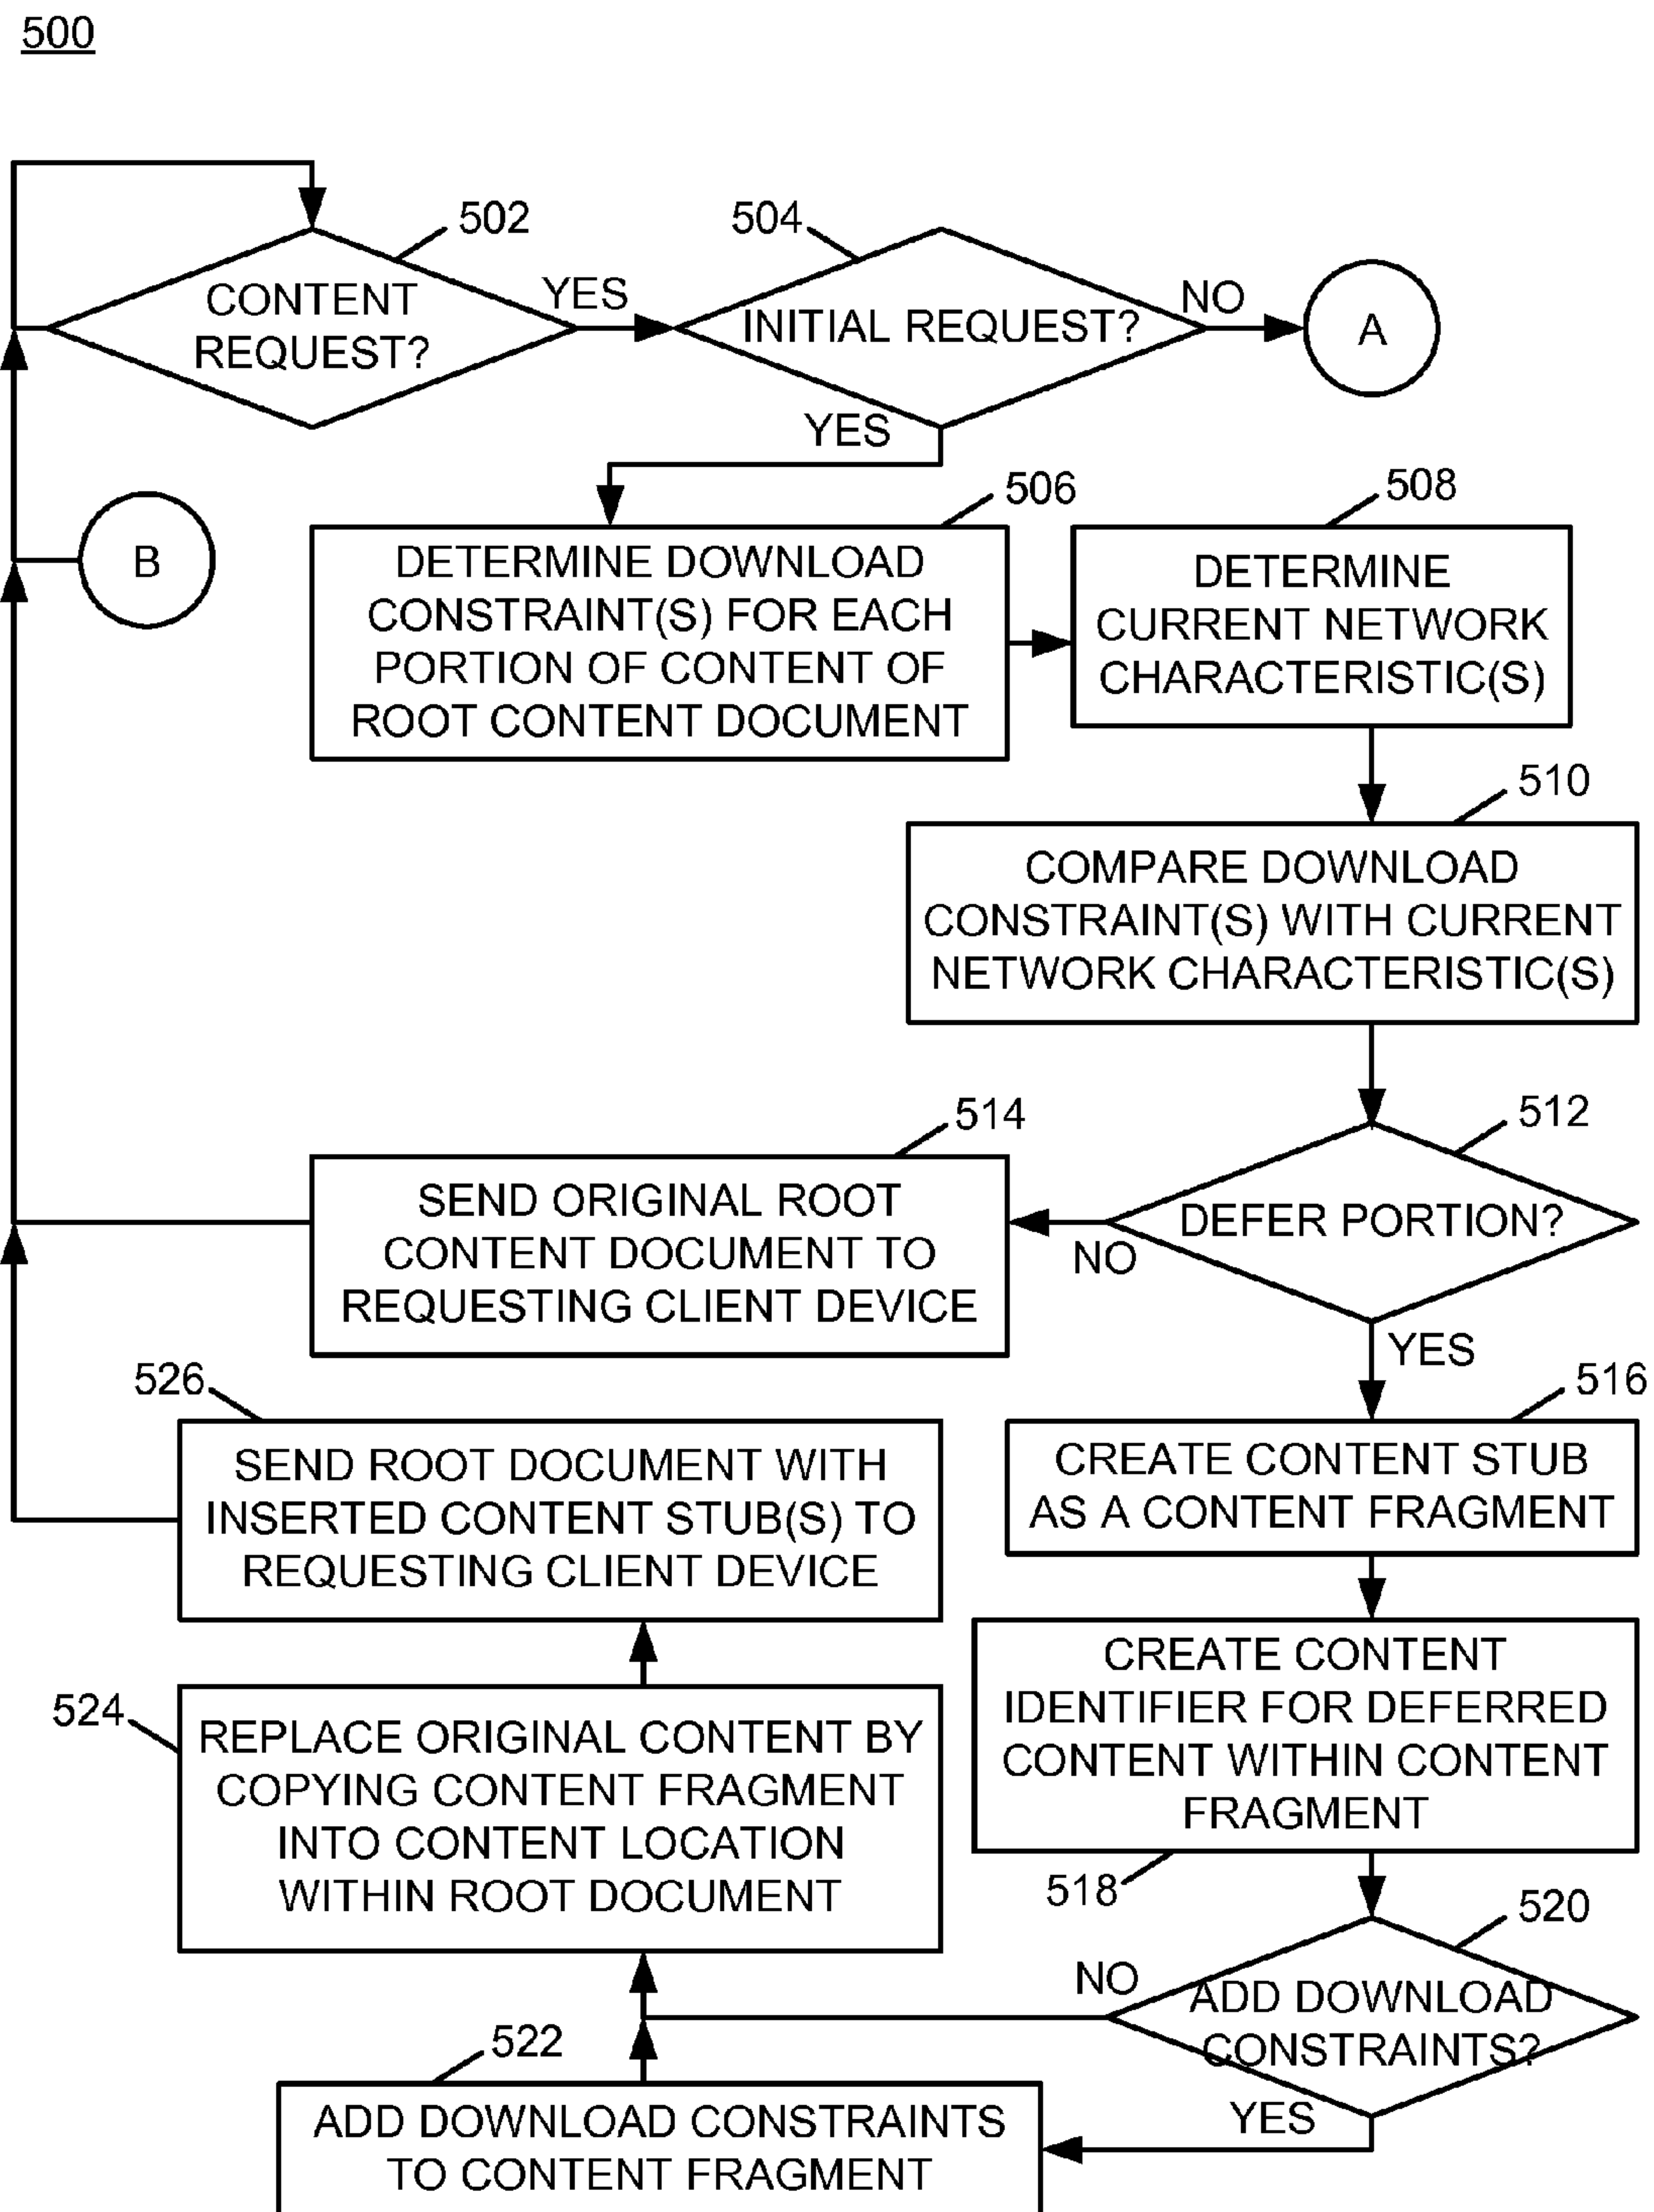 500
502
CONTENT
REQUEST?
YES
504
INITIAL REQUEST?
NO
A
YES
B
506
DETERMINE DOWNLOAD
CONSTRAINT(S) FOR EACH
PORTION OF CONTENT OF
ROOT CONTENT DOCUMENT
508
DETERMINE
CURRENT NETWORK
CHARACTERISTIC(S)
510
COMPARE DOWNLOAD
CONSTRAINT(S) WITH CURRENT
NETWORK CHARACTERISTIC(S)
512
DEFER PORTION?
NO
514
SEND ORIGINAL ROOT
CONTENT DOCUMENT TO
REQUESTING CLIENT DEVICE
YES
516
CREATE CONTENT STUB
AS A CONTENT FRAGMENT
CREATE CONTENT
IDENTIFIER FOR DEFERRED
CONTENT WITHIN CONTENT
FRAGMENT
518
520
ADD DOWNLOAD
CONSTRAINTS?
NO
YES
522
ADD DOWNLOAD CONSTRAINTS
TO CONTENT FRAGMENT
524
REPLACE ORIGINAL CONTENT BY
COPYING CONTENT FRAGMENT
INTO CONTENT LOCATION
WITHIN ROOT DOCUMENT
526
SEND ROOT DOCUMENT WITH
INSERTED CONTENT STUB(S) TO
REQUESTING CLIENT DEVICE